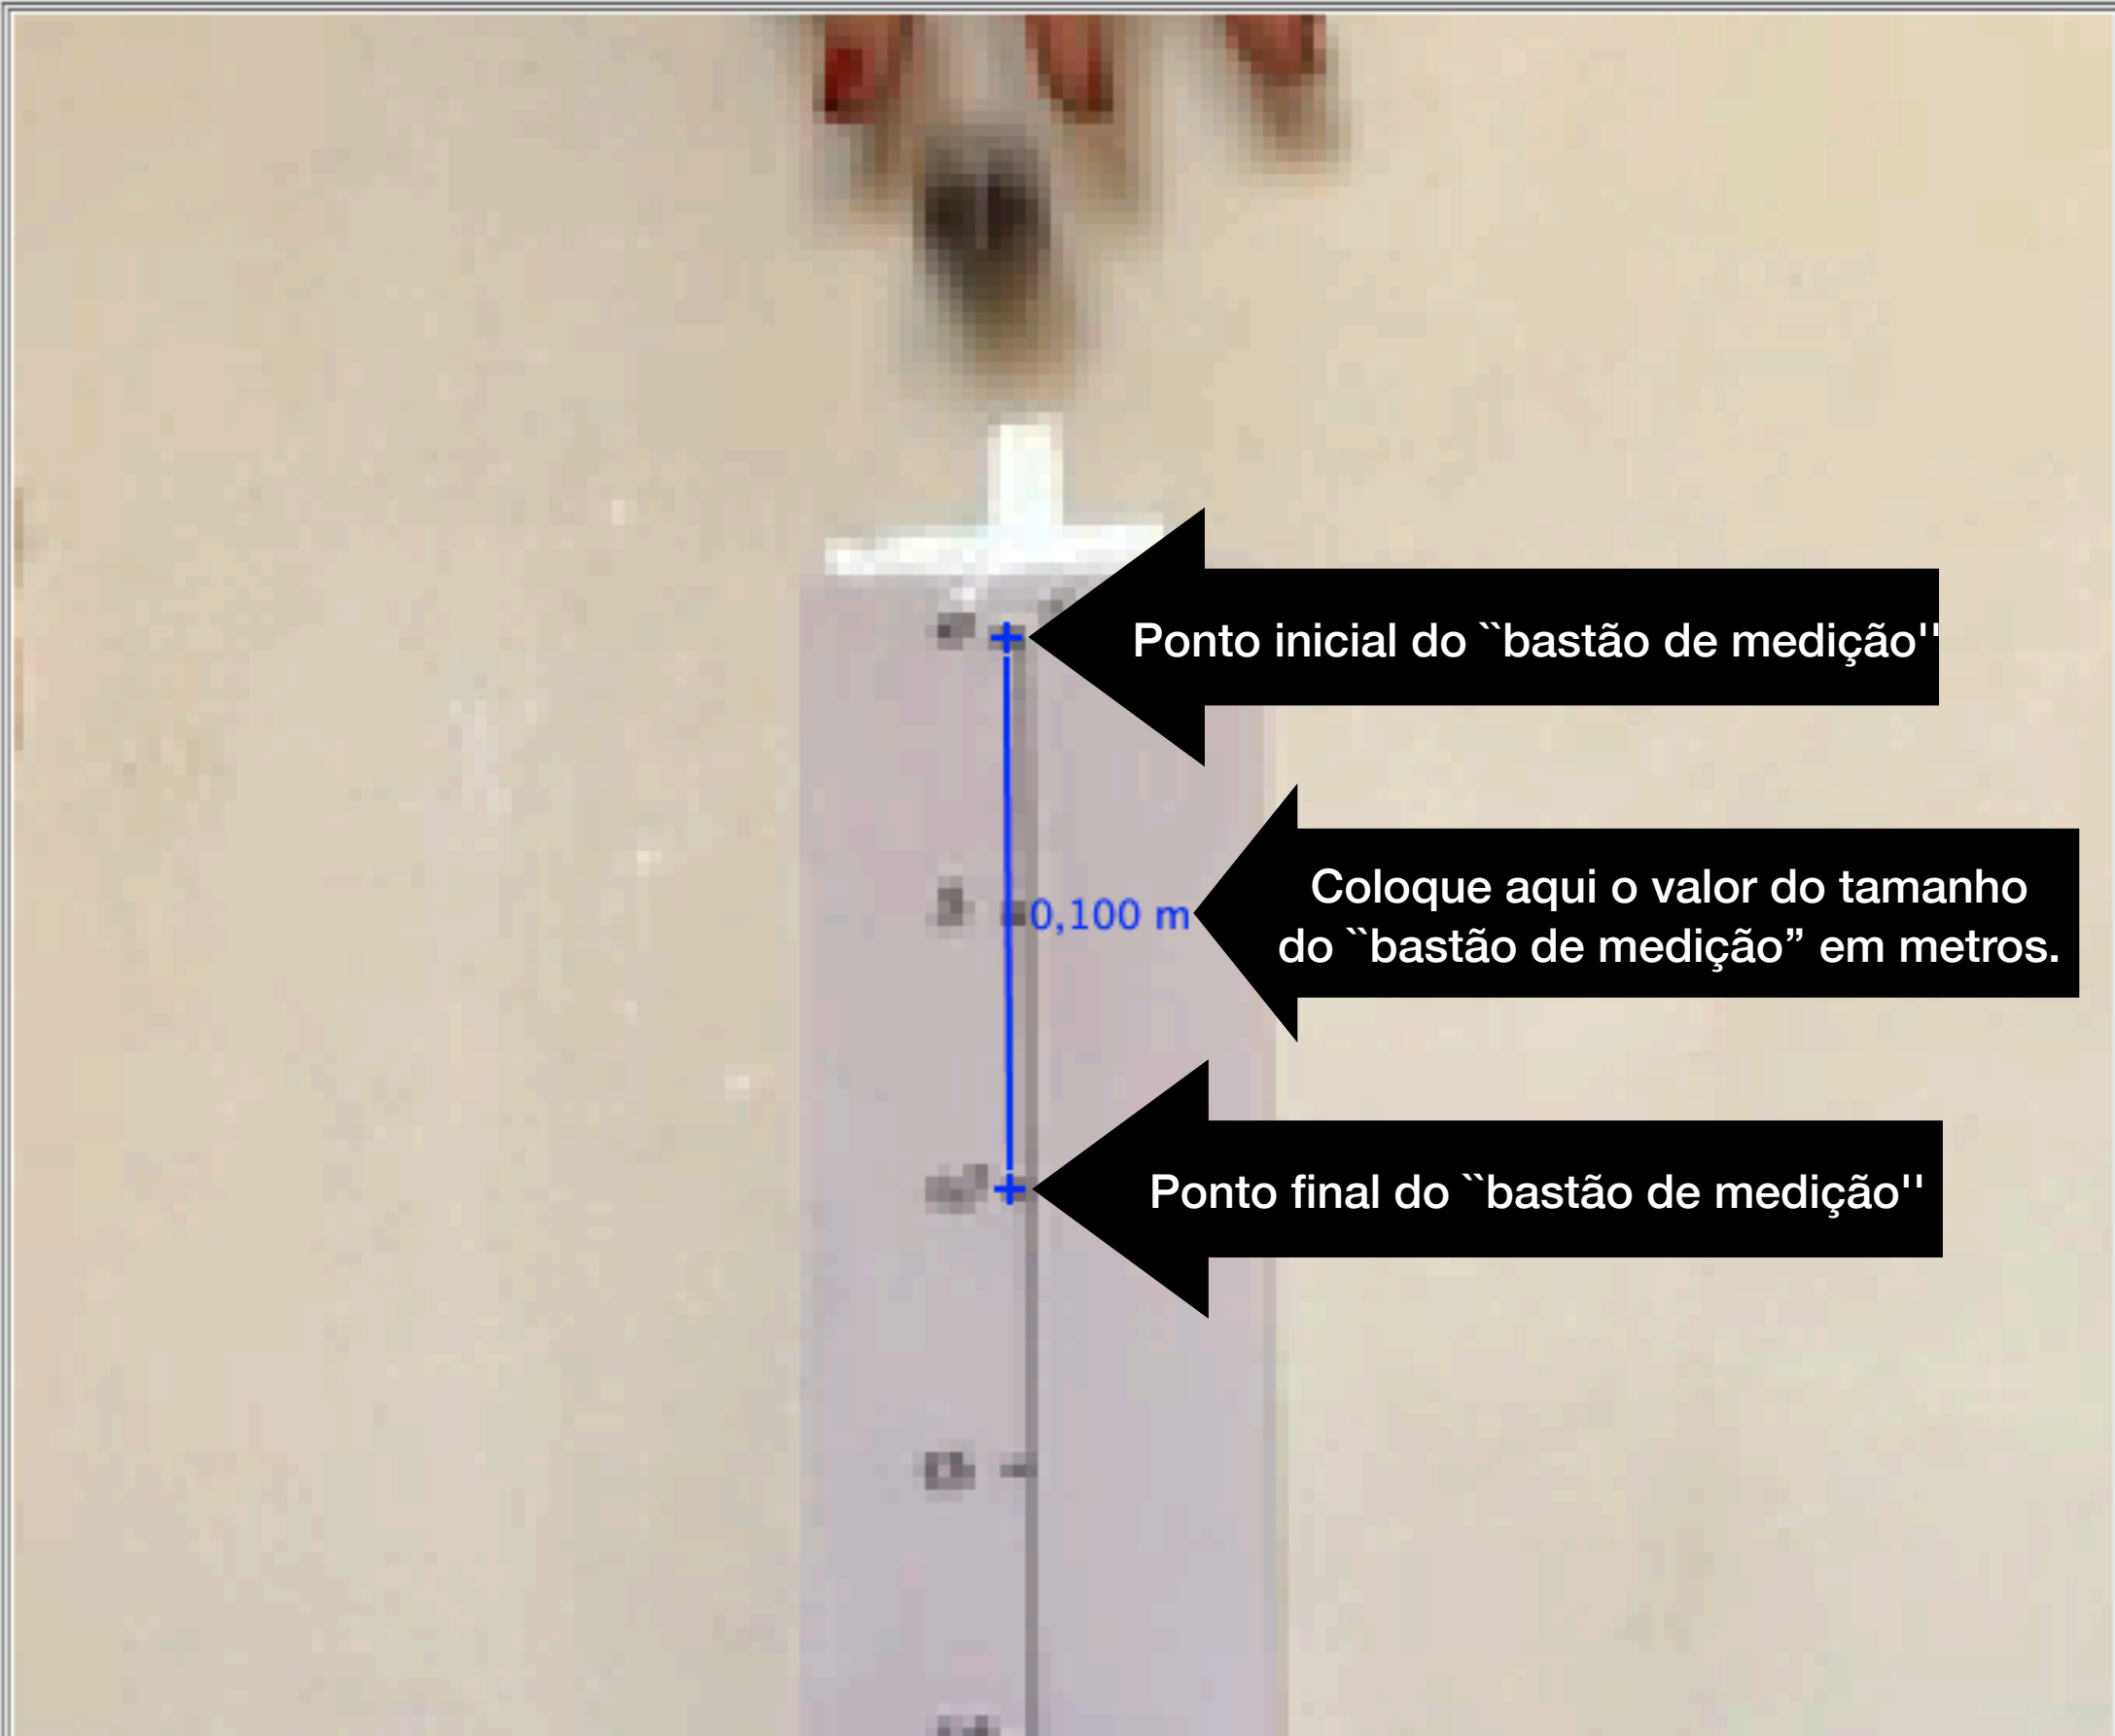 Ponto inicial do ``bastão de medição''
0,100 m
Coloque aqui o valor do tamanho
do ``bastão de medição” em metros.
Ponto final do ``bastão de medição''